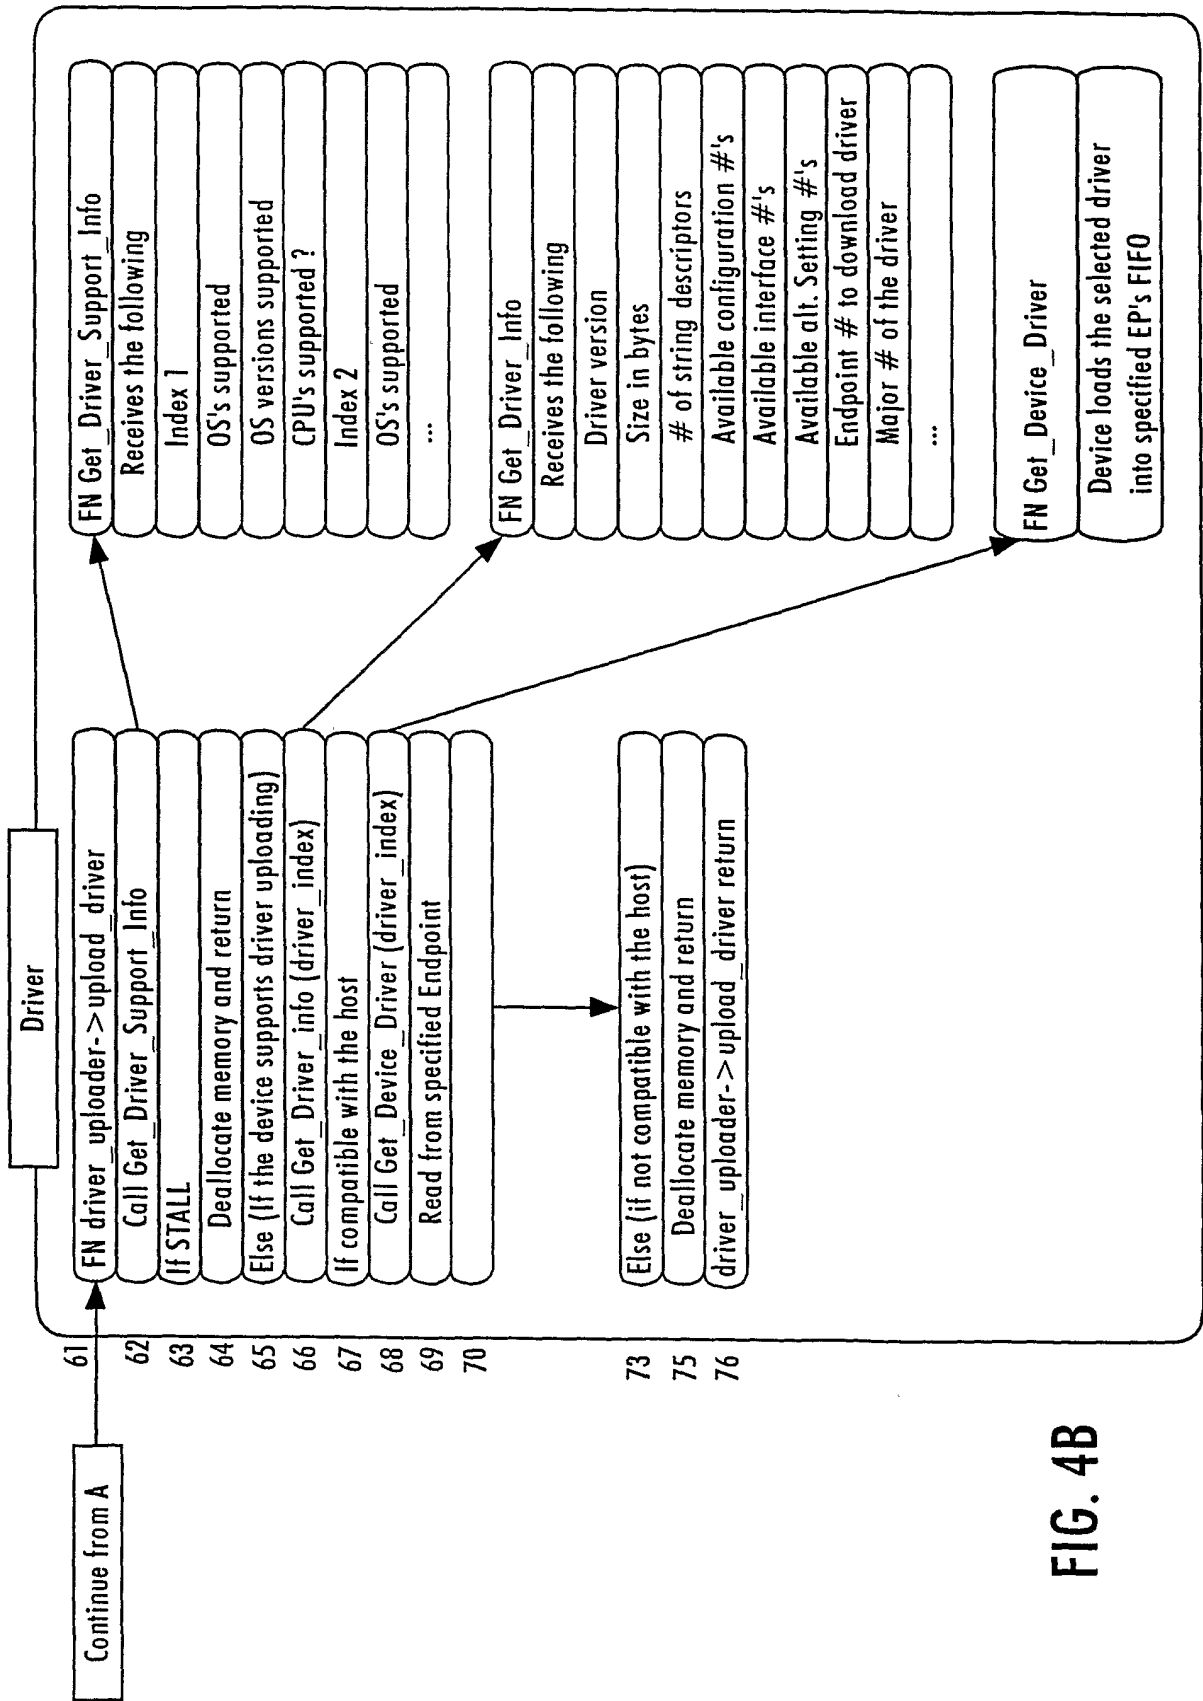 Driver
Continue from A
61 FN driver_uploader->upload_driver
62 Call Get_Driver_Support_Info
63 If STALL
64 Deallocate memory and return
65 Else (If the device supports driver uploading)
66 Call Get_Driver_info (driver_index)
67 If compatible with the host
68 Call Get_Device_Driver (driver_index)
69 Read from specified Endpoint
70
73 Else (if not compatible with the host)
75 Deallocate memory and return
76 driver_uploader->upload_driver return
FN Get_Driver_Support_Info
Receives the following
Index 1
OS's supported
OS versions supported
CPU's supported ?
Index 2
OS's supported
...
FN Get_Driver_Info
Receives the following
Driver version
Size in bytes
# of string descriptors
Available configuration #'s
Available interface #'s
Available alt. Setting #'s
Endpoint # to download driver
Major # of the driver
...
FN Get_Device_Driver
Device loads the selected driver
into specified EP's FIFO
FIG. 4B